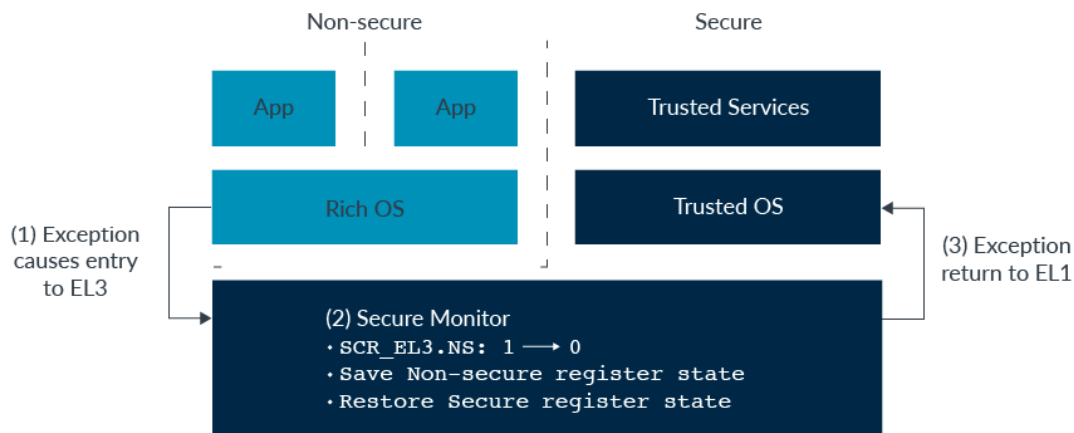 Non-secure
Secure
App
App
Trusted Services
Rich OS
Trusted OS
(1) Exception
causes entry
to EL3
(3) Exception
return to EL1
(2) Secure Monitor
· SCR_EL3.NS: 1 ⟶ 0
· Save Non-secure register state
· Restore Secure register state